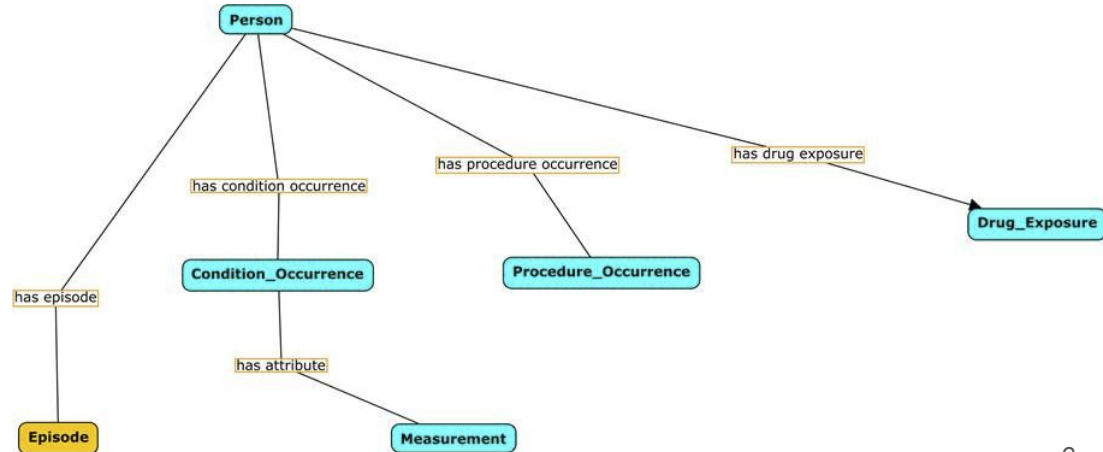 Person
has drug exposure
has procedure occurrence
has condition occurrence
Drug_Exposure
Condition_Occurrence
Procedure_Occurrence
has episode
has attribute
Episode
Measurement